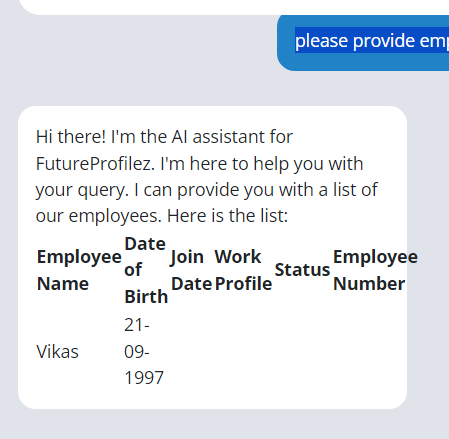 please provide emp
Hi there! I'm the AI assistant for
FutureProfilez. I'm here to help you with
your query. I can provide you with a list of
our employees. Here is the list:
Employee Name Date of Birth Join Date Work Profile Status Employee Number
Vikas 21-09-1997